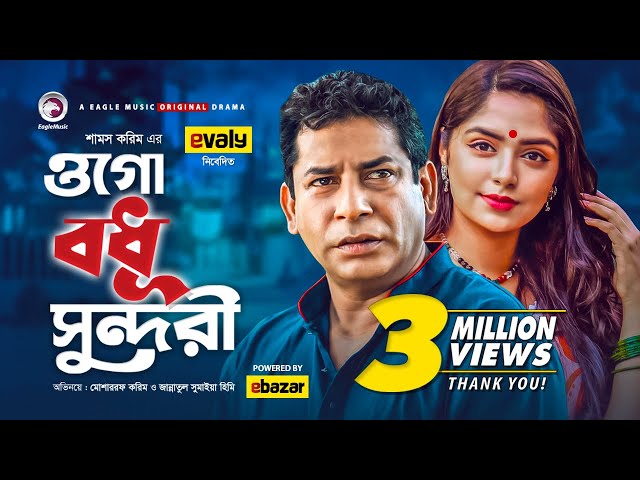 EagleMusic
A EAGLE MUSIC ORIGINAL DRAMA
শামস করিম এর
evaly
নিবেদিত
ওগো
বধূ
সুন্দরী
অভিনয়ে : মোশাররফ করিম ও জান্নাতুল সুমাইয়া হিমি
POWERED BY
ebazar
3 MILLION
VIEWS
THANK YOU!